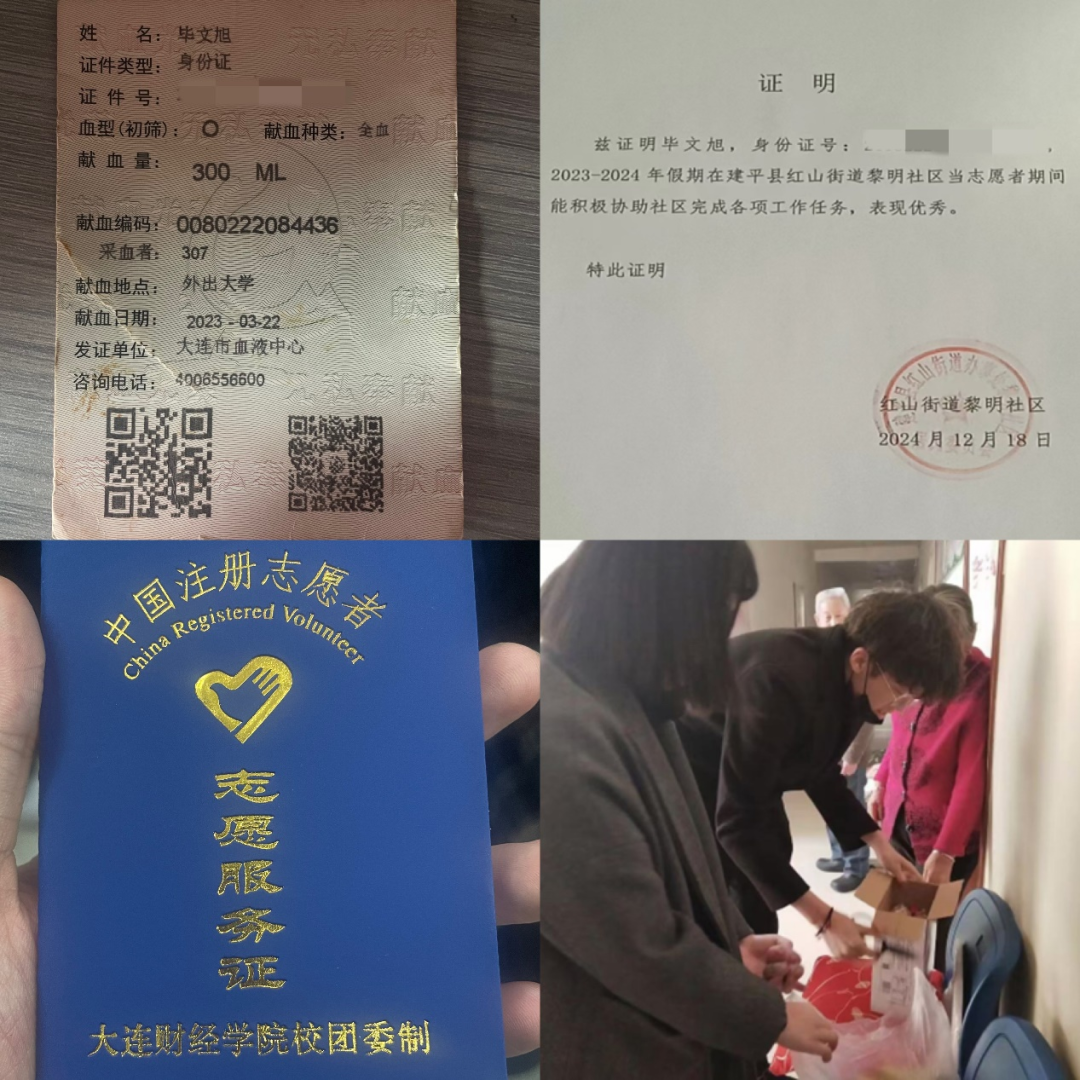 姓 名：毕文旭
证件类型：身份证
证 件 号：
血型(初筛)：O 献血种类：全血
献 血 量：300 ML
献血编码：0080222084436
采血者：307
献血地点：外出大学
献血日期：2023-03-22
发证单位：大连市血液中心
咨询电话：4006556600
证 明
兹证明毕文旭，身份证号：
2023-2024 年假期在建平县红山街道黎明社区当志愿者期间
能积极协助社区完成各项工作任务，表现优秀。
特此证明
红山街道黎明社区
2024 年 12 月 18 日
中国注册志愿者
China Registered Volunteer
志愿服务证
大连财经学院校团委制